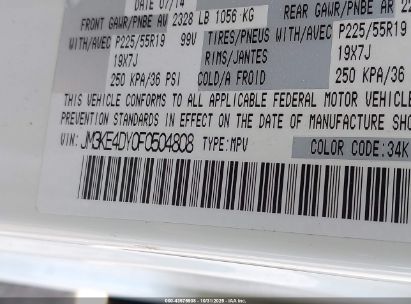 DATE 07/14
FRONT GAWR/PNBE AV 2328 LB 1056 KG REAR GAWR/PNBE AR
WITH/AVEC P225/55R19 99V TIRES/PNEUS WITH/AVEC P225/55R19
19X7J RIMS/JANTES 19X7J
250 KPA/36 PSI COLD/A FROID 250 KPA/36
THIS VEHICLE CONFORMS TO ALL APPLICABLE FEDERAL MOTOR VEHICLE
PREVENTION STANDARDS IN EFFECT ON THE DATE OF MANUFACTURE SHO
VIN: JM3KE4DY0F0504808 TYPE:MPV COLOR CODE: 34K